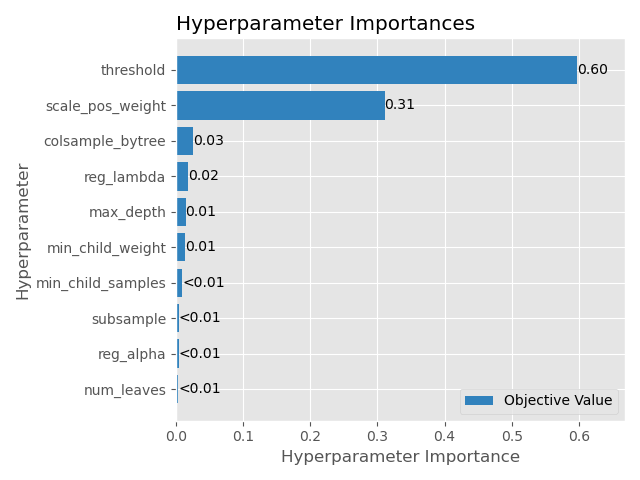 Hyperparameter Importances
Hyperparameter
threshold
0.60
scale_pos_weight
0.31
colsample_bytree
0.03
reg_lambda
0.02
max_depth
0.01
min_child_weight
0.01
min_child_samples
<0.01
subsample
<0.01
reg_alpha
<0.01
num_leaves
<0.01
Objective Value
0.0 0.1 0.2 0.3 0.4 0.5 0.6
Hyperparameter Importance